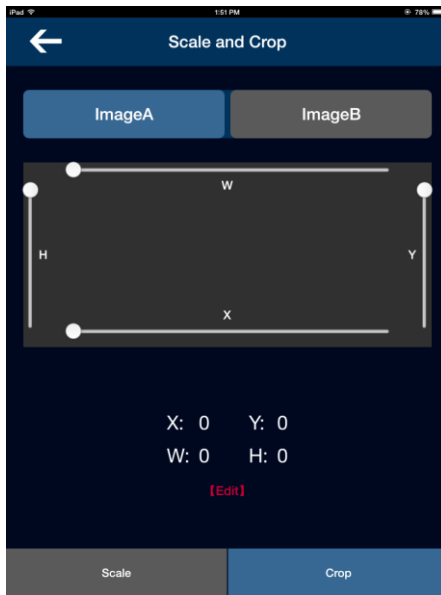 iPad 1:51 PM 78%
Scale and Crop
ImageA ImageB
W
H Y
X
X: 0 Y: 0
W: 0 H: 0
【Edit】
Scale Crop